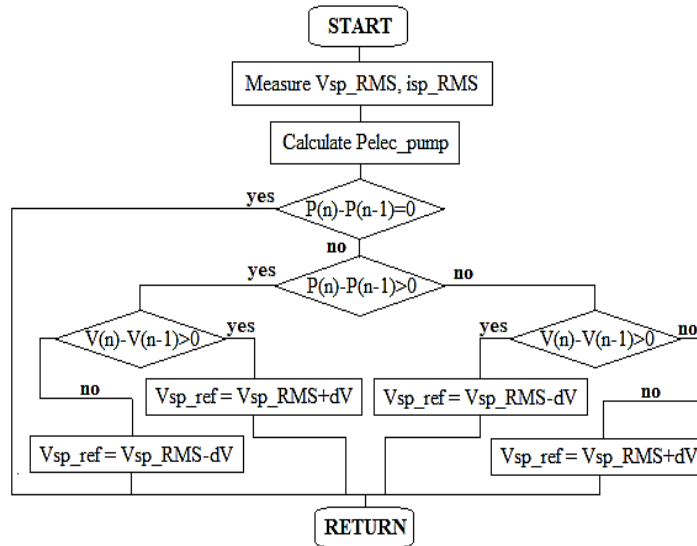 START
Measure Vsp_RMS, isp_RMS
Calculate Pelec_pump
yes
P(n)-P(n-1)=0
no
yes
P(n)-P(n-1)>0
no
V(n)-V(n-1)>0
yes
yes
V(n)-V(n-1)>0
no
no
Vsp_ref = Vsp_RMS+dV
Vsp_ref = Vsp_RMS-dV
no
Vsp_ref = Vsp_RMS-dV
Vsp_ref = Vsp_RMS+dV
RETURN